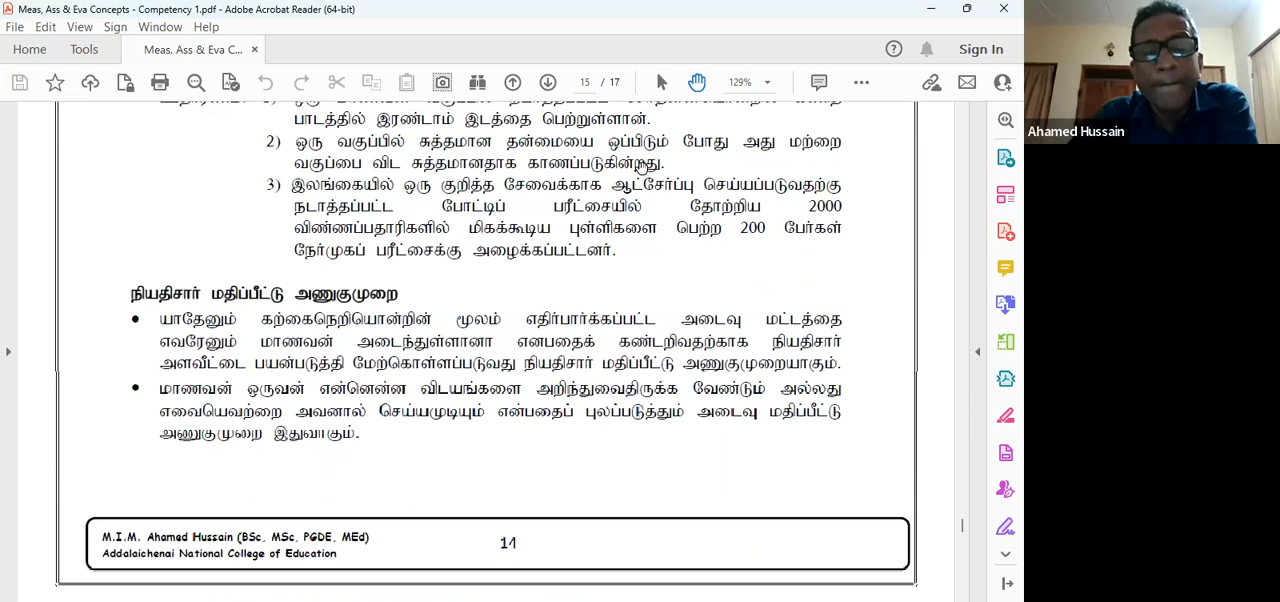 Meas, Ass & Eva Concepts - Competency 1.pdf - Adobe Acrobat Reader (64-bit)
File Edit View Sign Window Help
Home Tools Meas, Ass & Eva C... × Sign In
15 / 17 129%
பாடத்தில் இரண்டாம் இடத்தை பெற்றுள்ளான்.
2) ஒரு வகுப்பில் சுத்தமான தன்மையை ஒப்பிடும் போது அது மற்றை
வகுப்பை விட சுத்தமானதாக காணப்படுகின்றது.
3) இலங்கையில் ஒரு குறித்த சேவைக்காக ஆட்சேர்ப்பு செய்யப்படுவதற்கு
நடாத்தப்பட்ட போட்டிப் பரீட்சையில் தோற்றிய 2000
விண்ணப்பதாரிகளில் மிகக்கூடிய புள்ளிகளை பெற்ற 200 பேர்கள்
நேர்முகப் பரீட்சைக்கு அழைக்கப்பட்டனர்.
நியதிசார் மதிப்பீட்டு அணுகுமுறை
• யாதேனும் கற்கைநெறியொன்றின் மூலம் எதிர்பார்க்கப்பட்ட அடைவு மட்டத்தை
எவரேனும் மாணவன் அடைந்துள்ளானா எனபதைக் கண்டறிவதற்காக நியதிசார்
அளவீட்டை பயன்படுத்தி மேற்கொள்ளப்படுவது நியதிசார் மதிப்பீட்டு அணுகுமுறையாகும்.
• மாணவன் ஒருவன் என்னென்ன விடயங்களை அறிந்துவைதிருக்க வேண்டும் அல்லது
எவையெவற்றை அவனால் செய்யமுடியும் என்பதைப் புலப்படுத்தும் அடைவு மதிப்பீட்டு
அணுகுமுறை இதுவாகும்.
M.I.M. Ahamed Hussain (BSc, MSc, PGDE, MEd)
Addalaichenai National College of Education
14
Ahamed Hussain